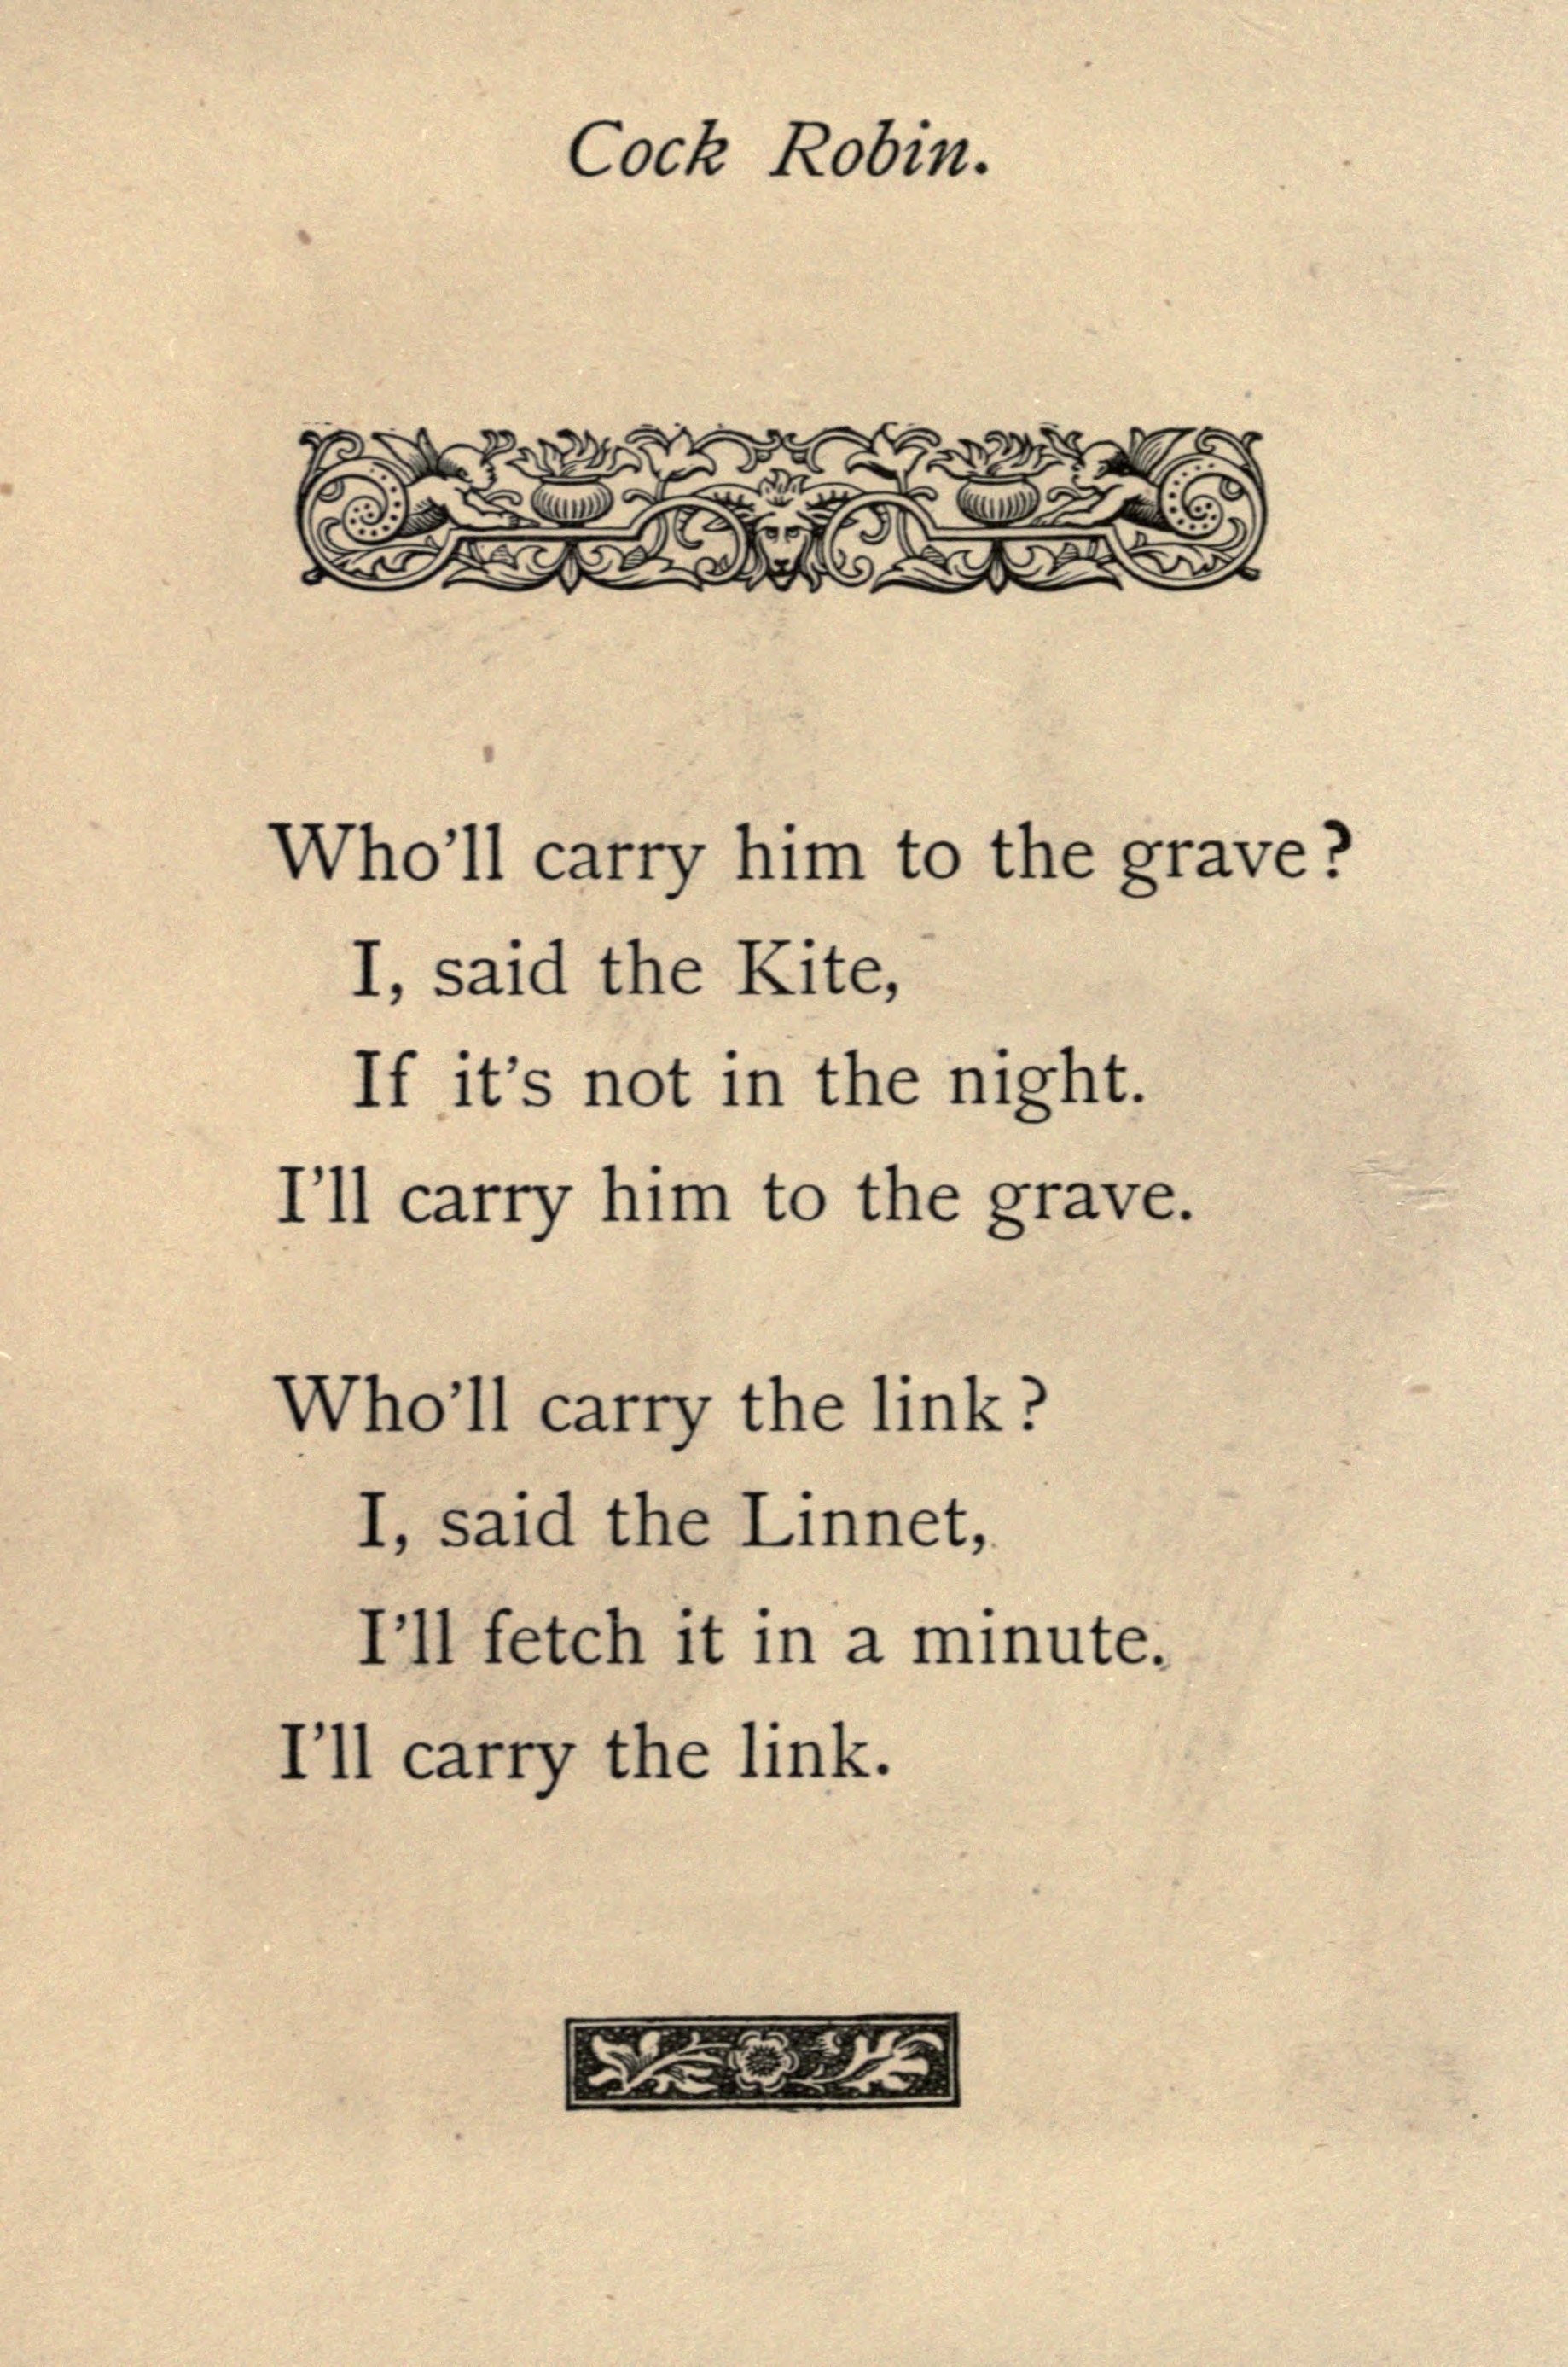 Cock Robin.
Who’ll carry him to the grave?
I, said the Kite,
If it’s not in the night.
I’ll carry him to the grave.
Who’ll carry the link?
I, said the Linnet,
I’ll fetch it in a minute.
I’ll carry the link.